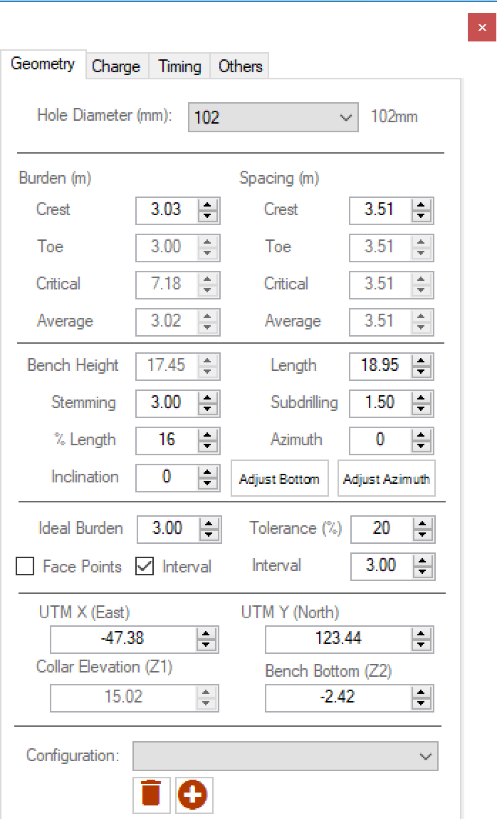 Geometry Charge Timing Others
Hole Diameter (mm): 102 102mm
Burden (m) Spacing (m)
Crest 3.03 Crest 3.51
Toe 3.00 Toe 3.51
Critical 7.18 Critical 3.51
Average 3.02 Average 3.51
Bench Height 17.45 Length 18.95
Stemming 3.00 Subdrilling 1.50
% Length 16 Azimuth 0
Inclination 0 Adjust Bottom Adjust Azimuth
Ideal Burden 3.00 Tolerance (%) 20
Face Points Interval Interval 3.00
UTM X (East) UTM Y (North)
-47.38 123.44
Collar Elevation (Z1) Bench Bottom (Z2)
15.02 -2.42
Configuration: